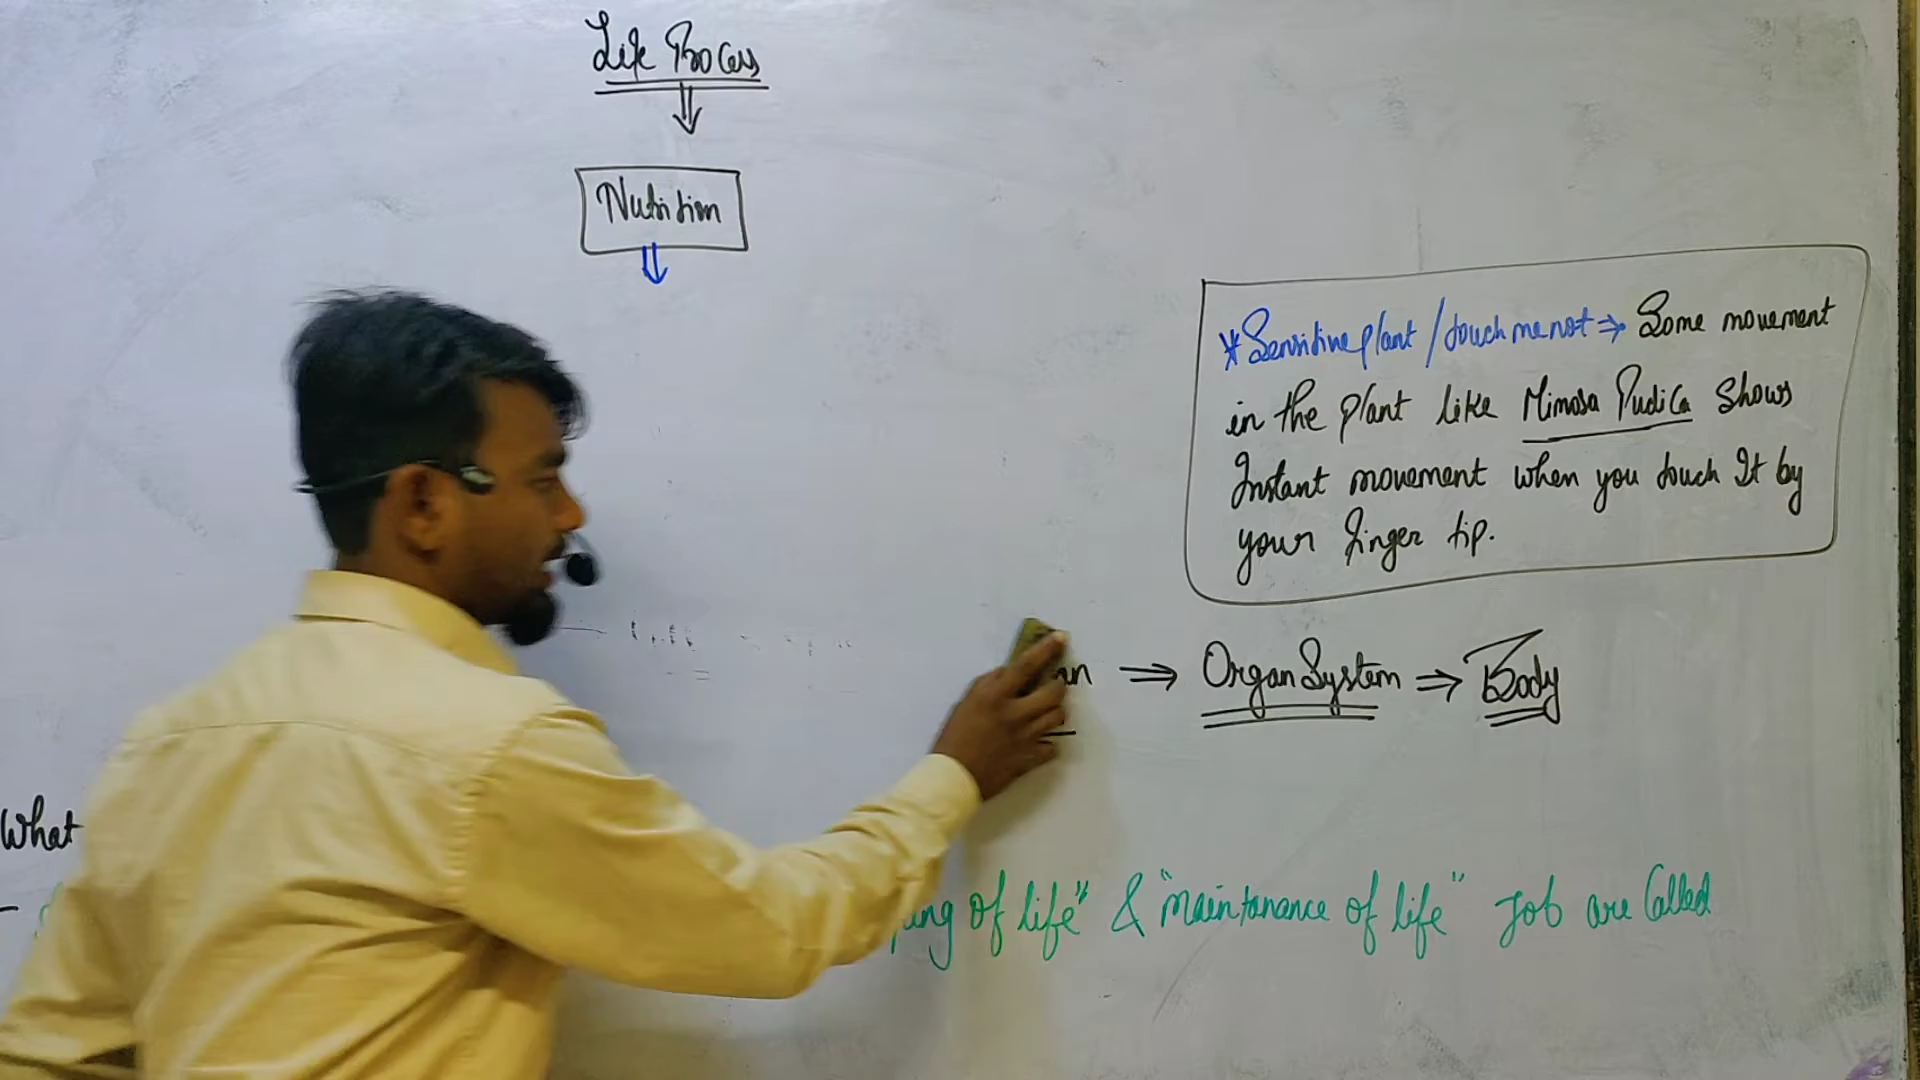 Life Process
Nutrition
*Sensitive plant / touch me not ⇒ Some movement
in the plant like Mimosa Pudica shows
Instant movement when you touch It by
your finger tip.
⇒ Organ System ⇒ Body
What
of life" & "maintanance of life" Job are Called